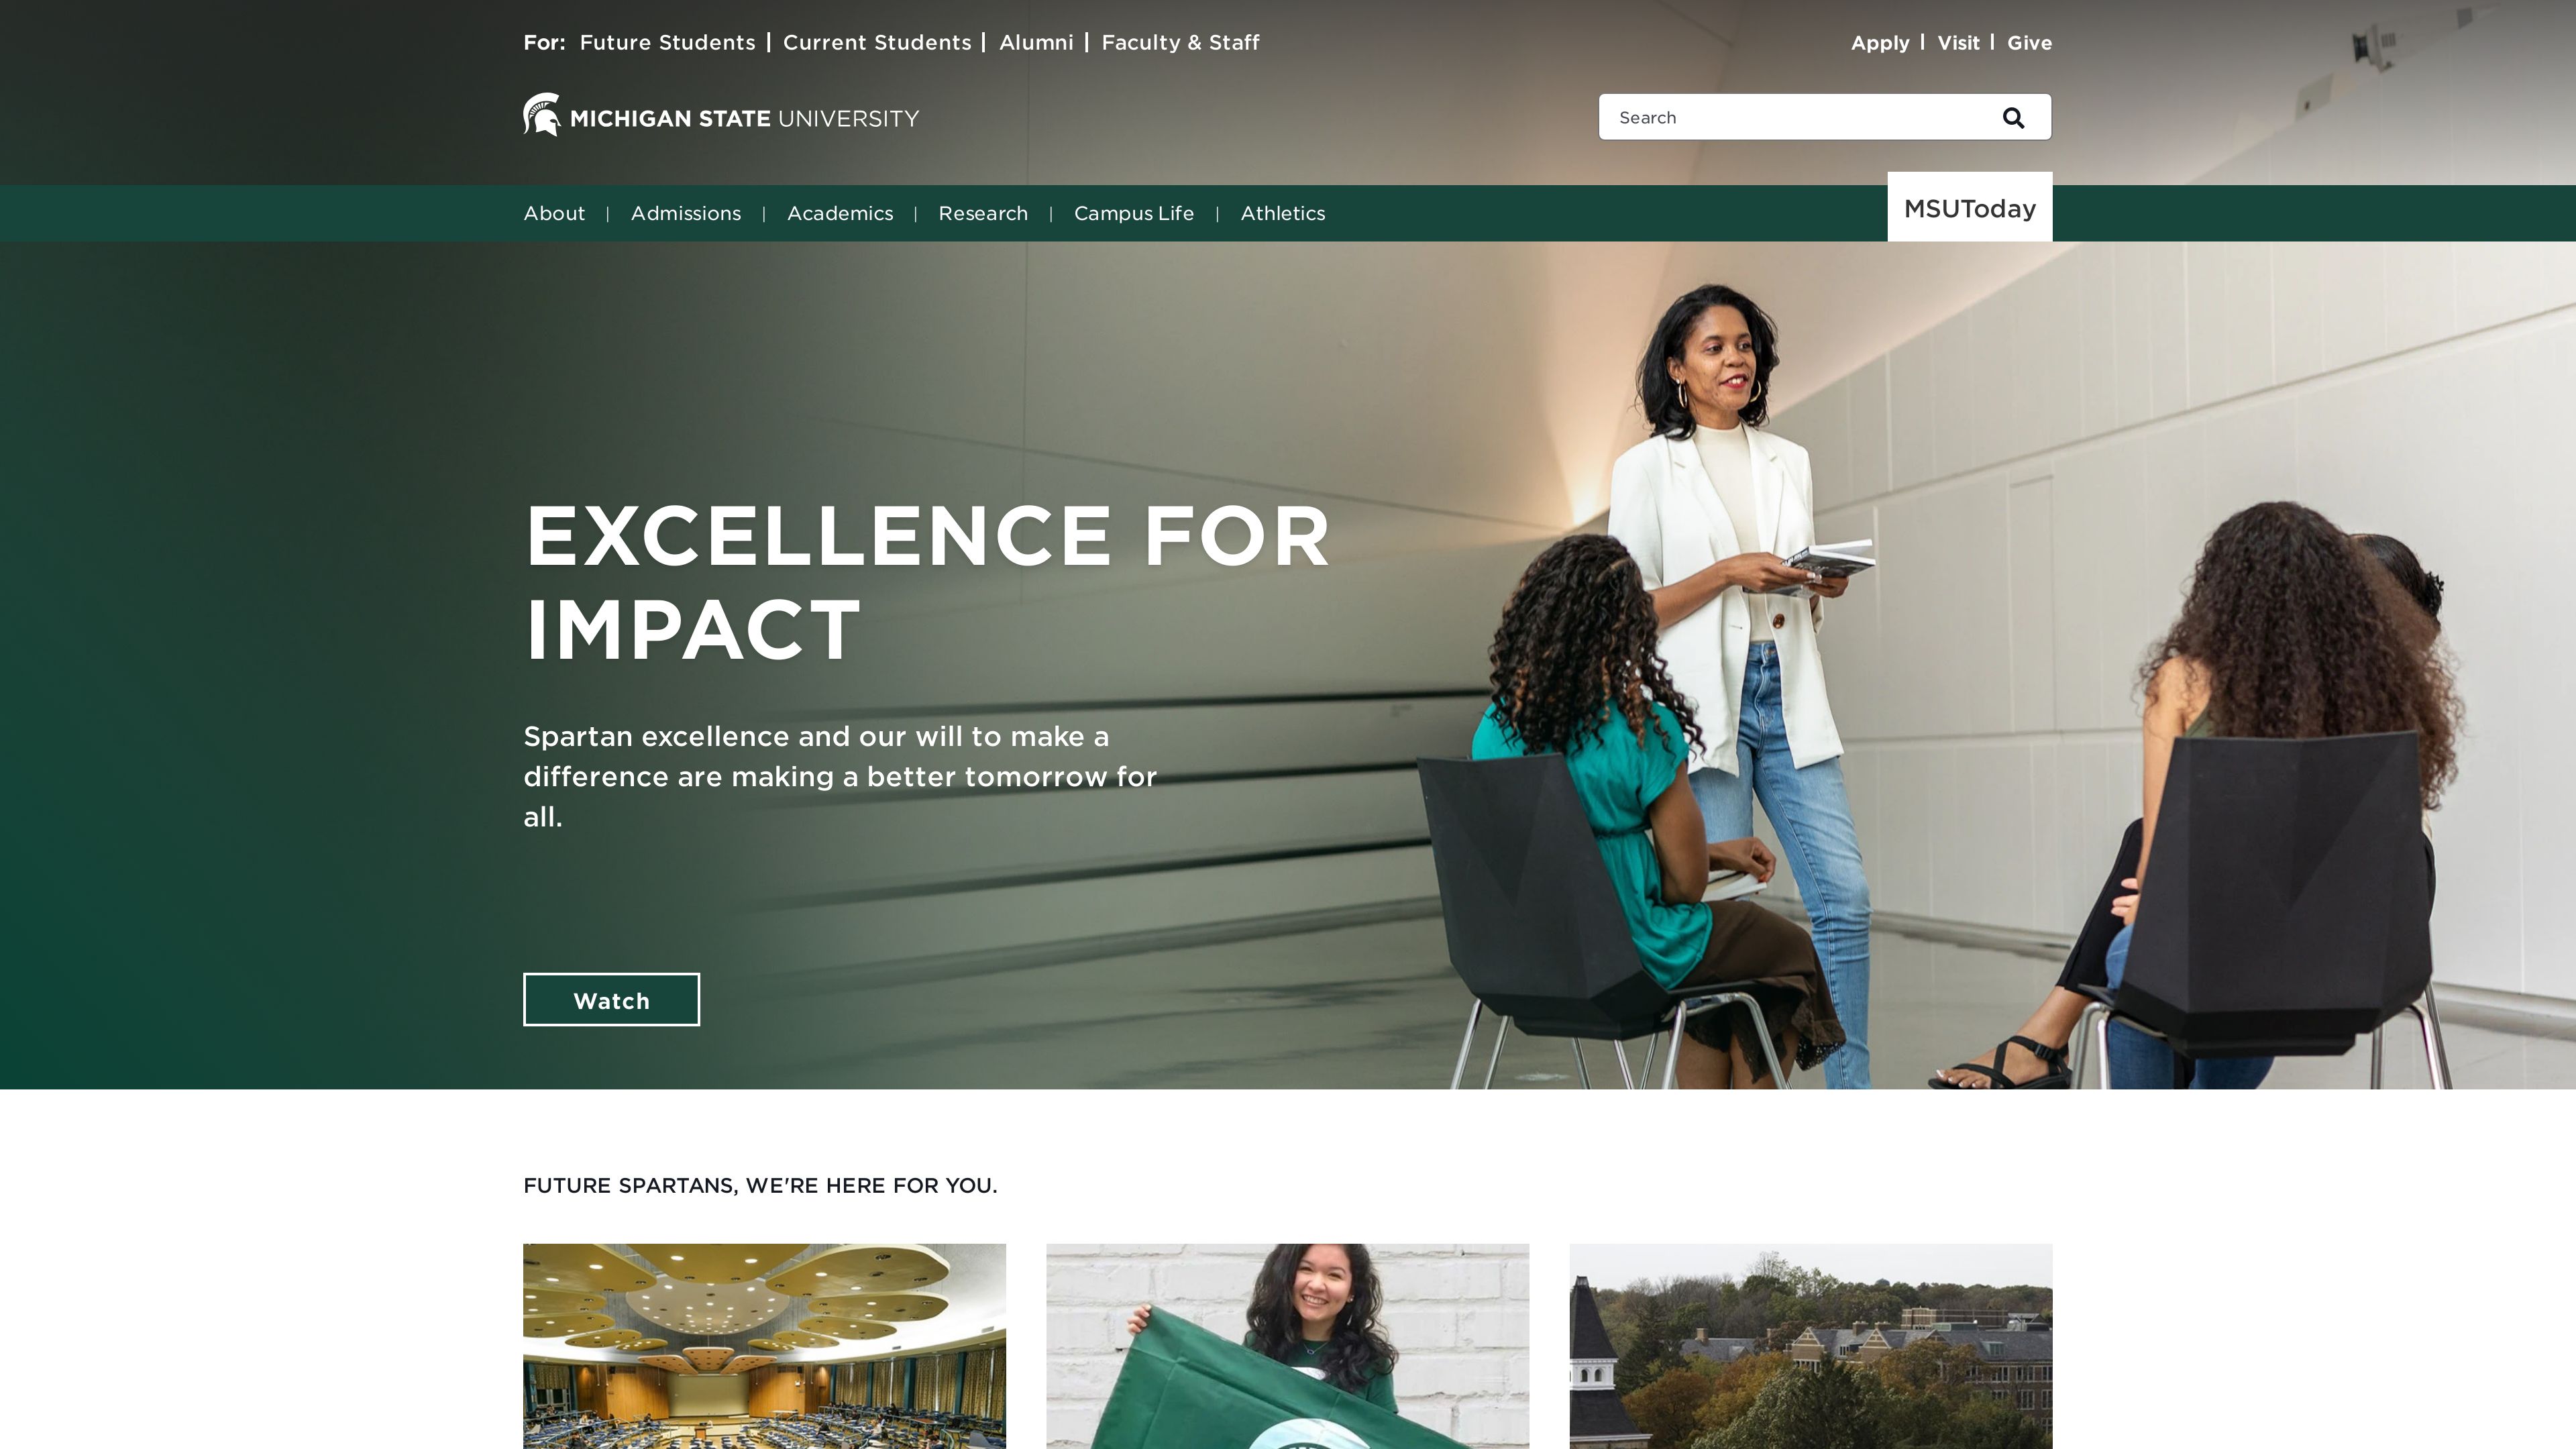 For: Future Students | Current Students | Alumni | Faculty & Staff
Apply | Visit | Give
MICHIGAN STATE UNIVERSITY
Search
About | Admissions | Academics | Research | Campus Life | Athletics
MSUToday
EXCELLENCE FOR
IMPACT
Spartan excellence and our will to make a
difference are making a better tomorrow for
all.
Watch
FUTURE SPARTANS, WE'RE HERE FOR YOU.